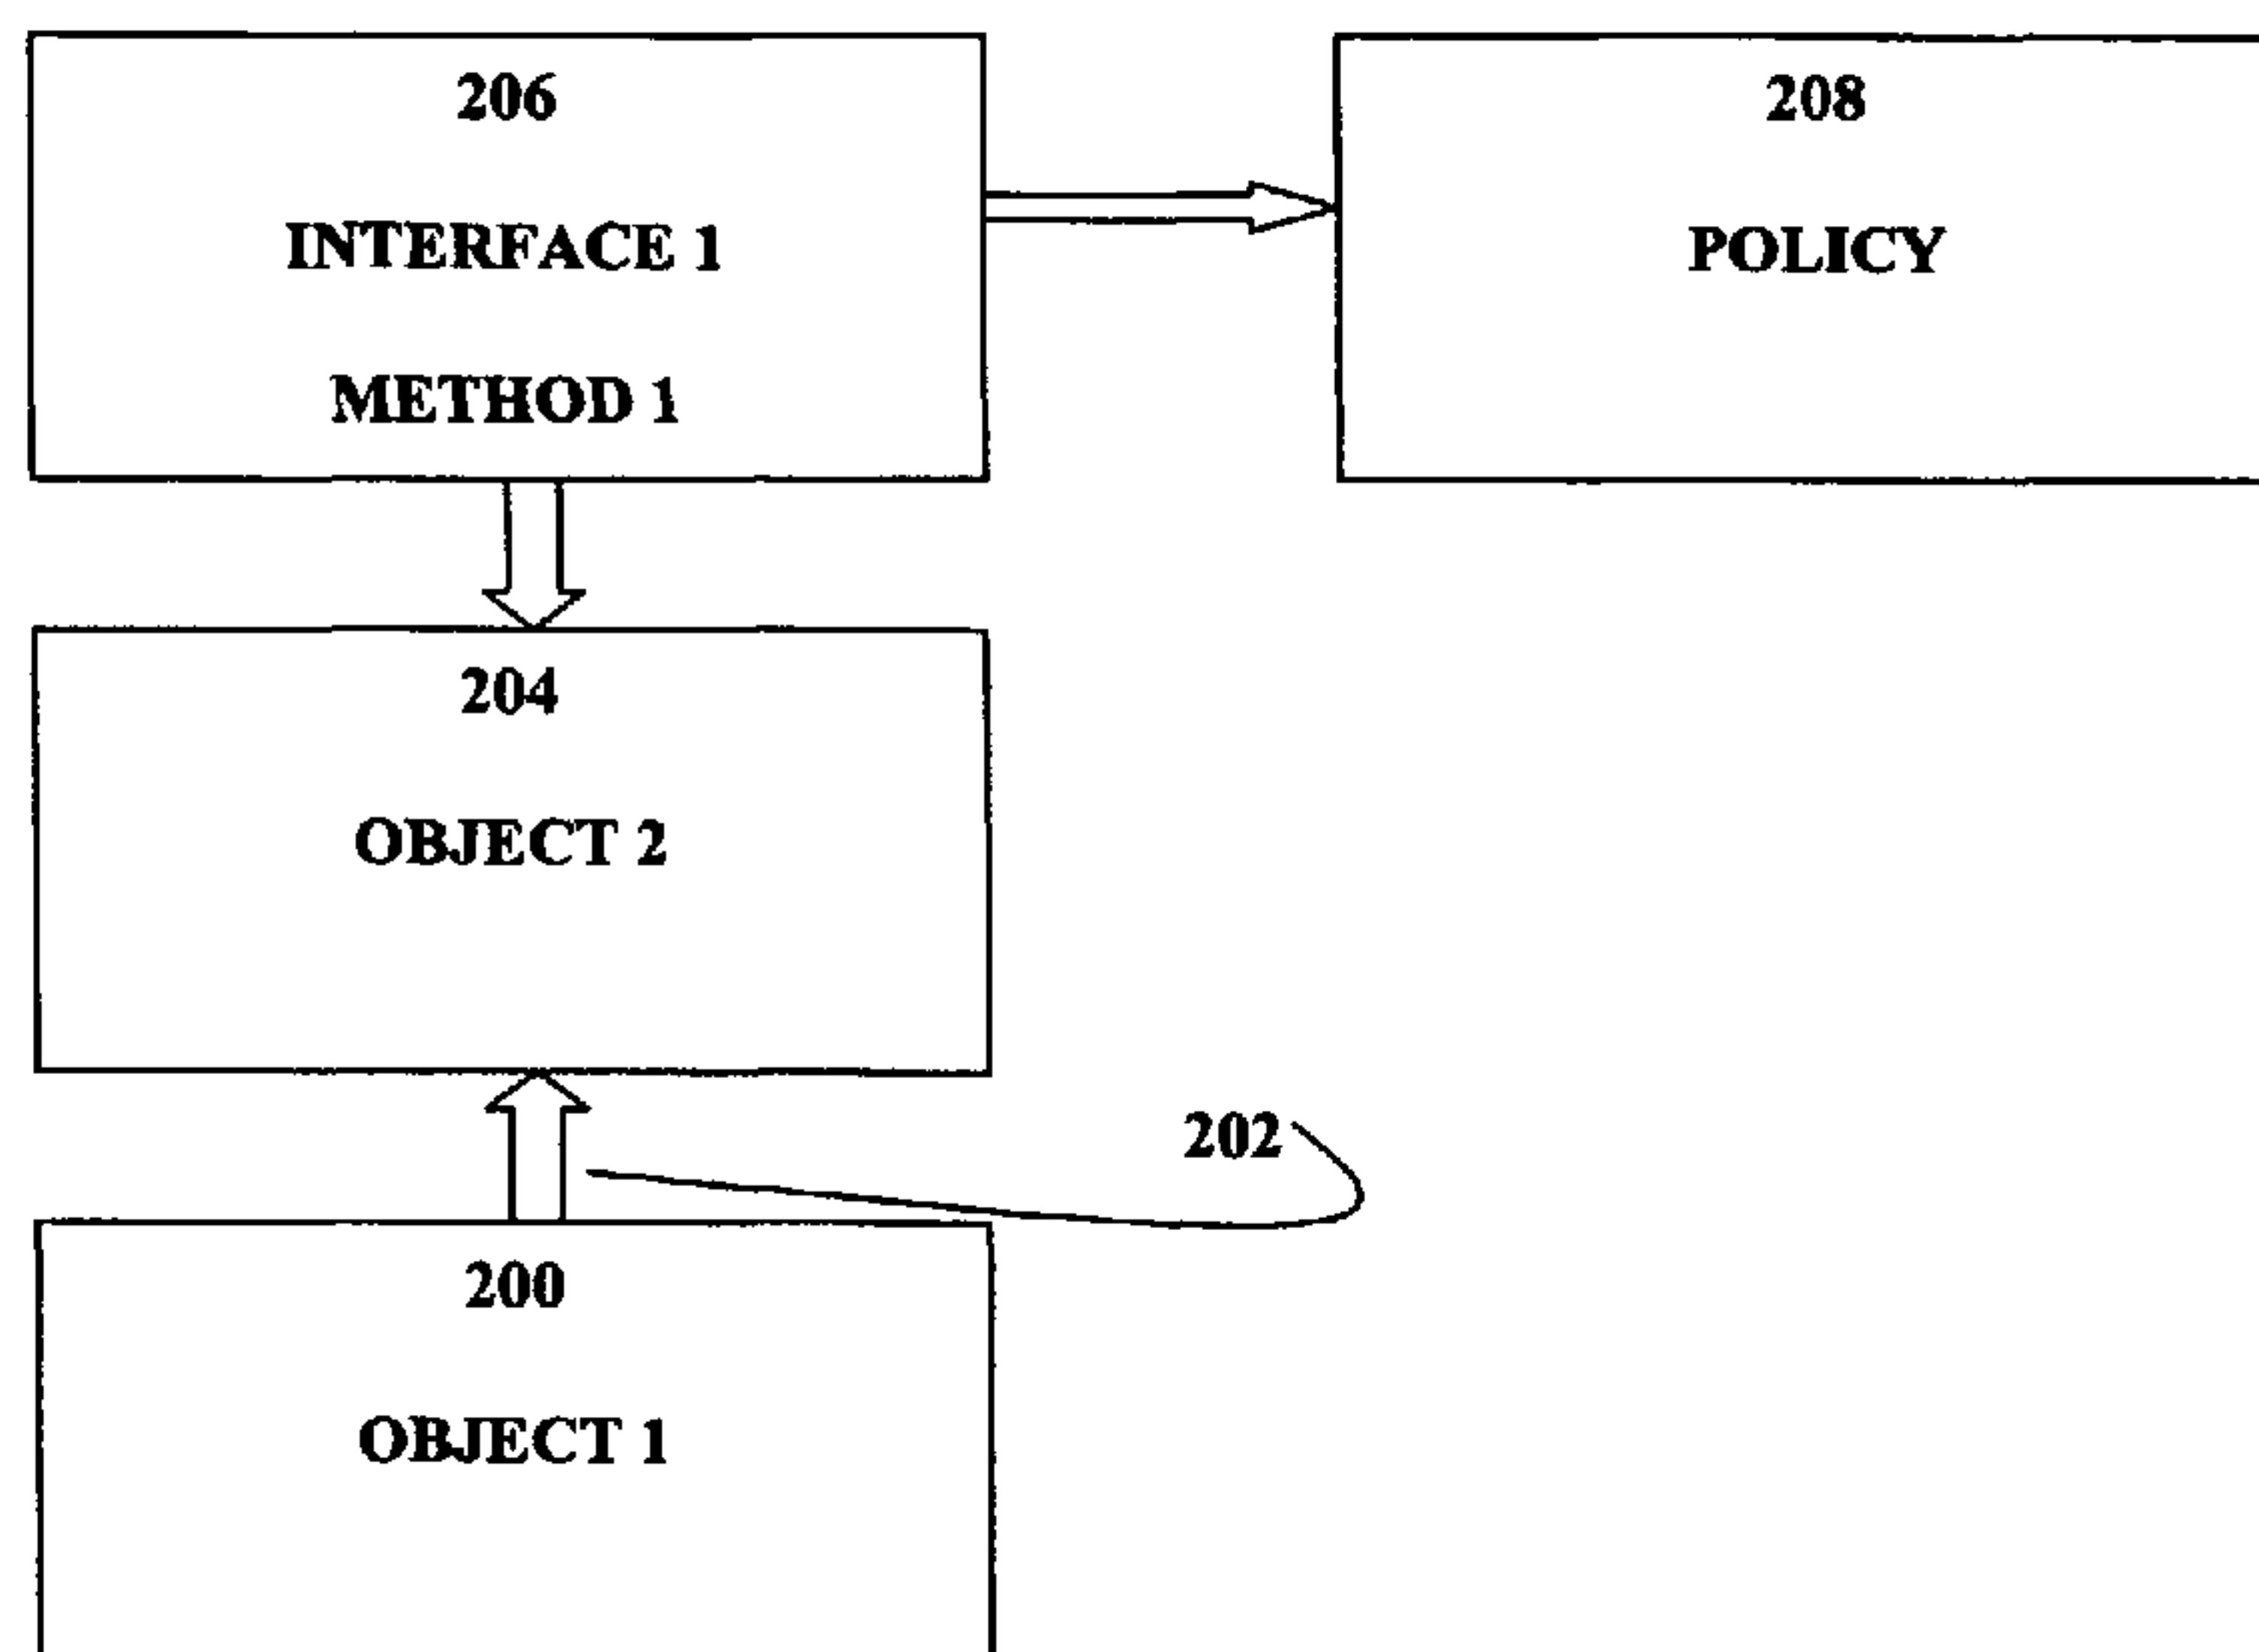 206
INTERFACE 1
METHOD 1
208
POLICY
204
OBJECT 2
202
200
OBJECT 1